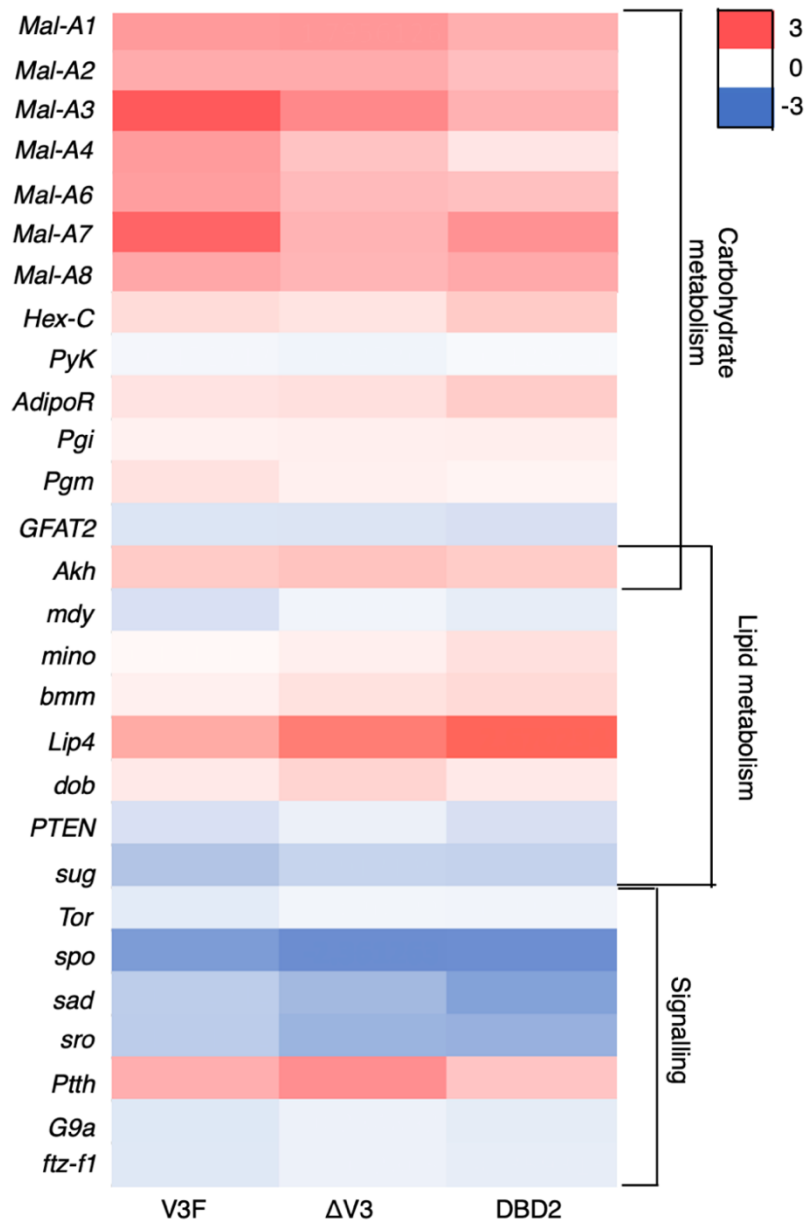 Mal-A1
Mal-A2
Mal-A3
Mal-A4
Mal-A6
Mal-A7
Mal-A8
Hex-C
PyK
AdipoR
Pgi
Pgm
GFAT2
Akh
mdy
mino
bmm
Lip4
dob
PTEN
sug
Tor
spo
sad
sro
Ptth
G9a
ftz-f1
V3F ΔV3 DBD2
3
0
-3
Carbohydrate
metabolism
Lipid metabolism
Signalling